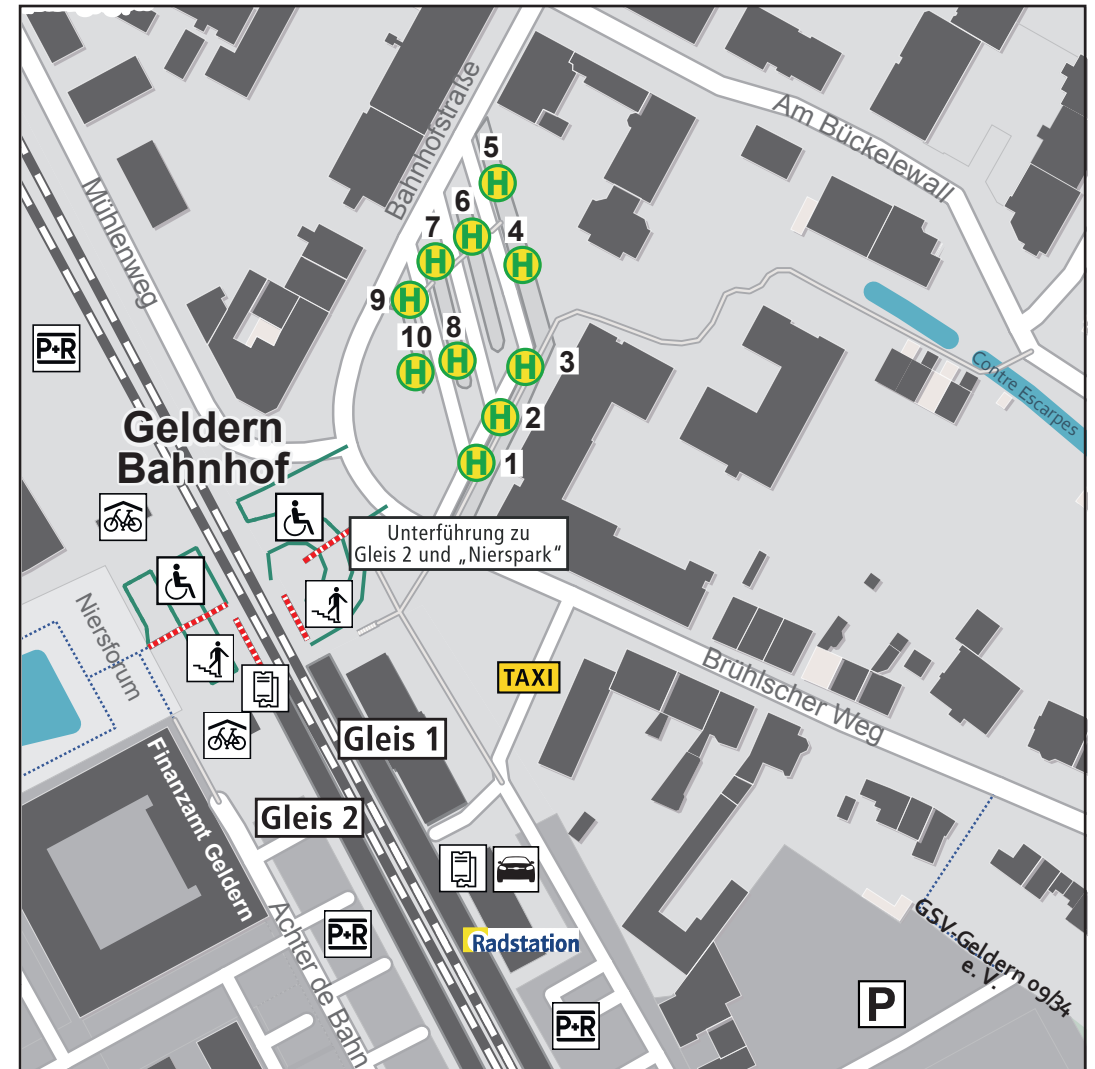 Am Bückelewall
Bahnhofstraße
Mühlenweg
5
H
6
H
7
H
4
H
9
H
10
H
8
H
3
H
2
H
1
H
P+R
Contre Escarpes
Geldern
Bahnhof
Unterführung zu
Gleis 2 und „Nierspark“
Niersforum
TAXI
Brühlscher Weg
Gleis 1
Gleis 2
Finanzamt Geldern
Achter de Bahn
P+R
Radstation
P+R
P
GSV-Geldern 09/34
e. V.